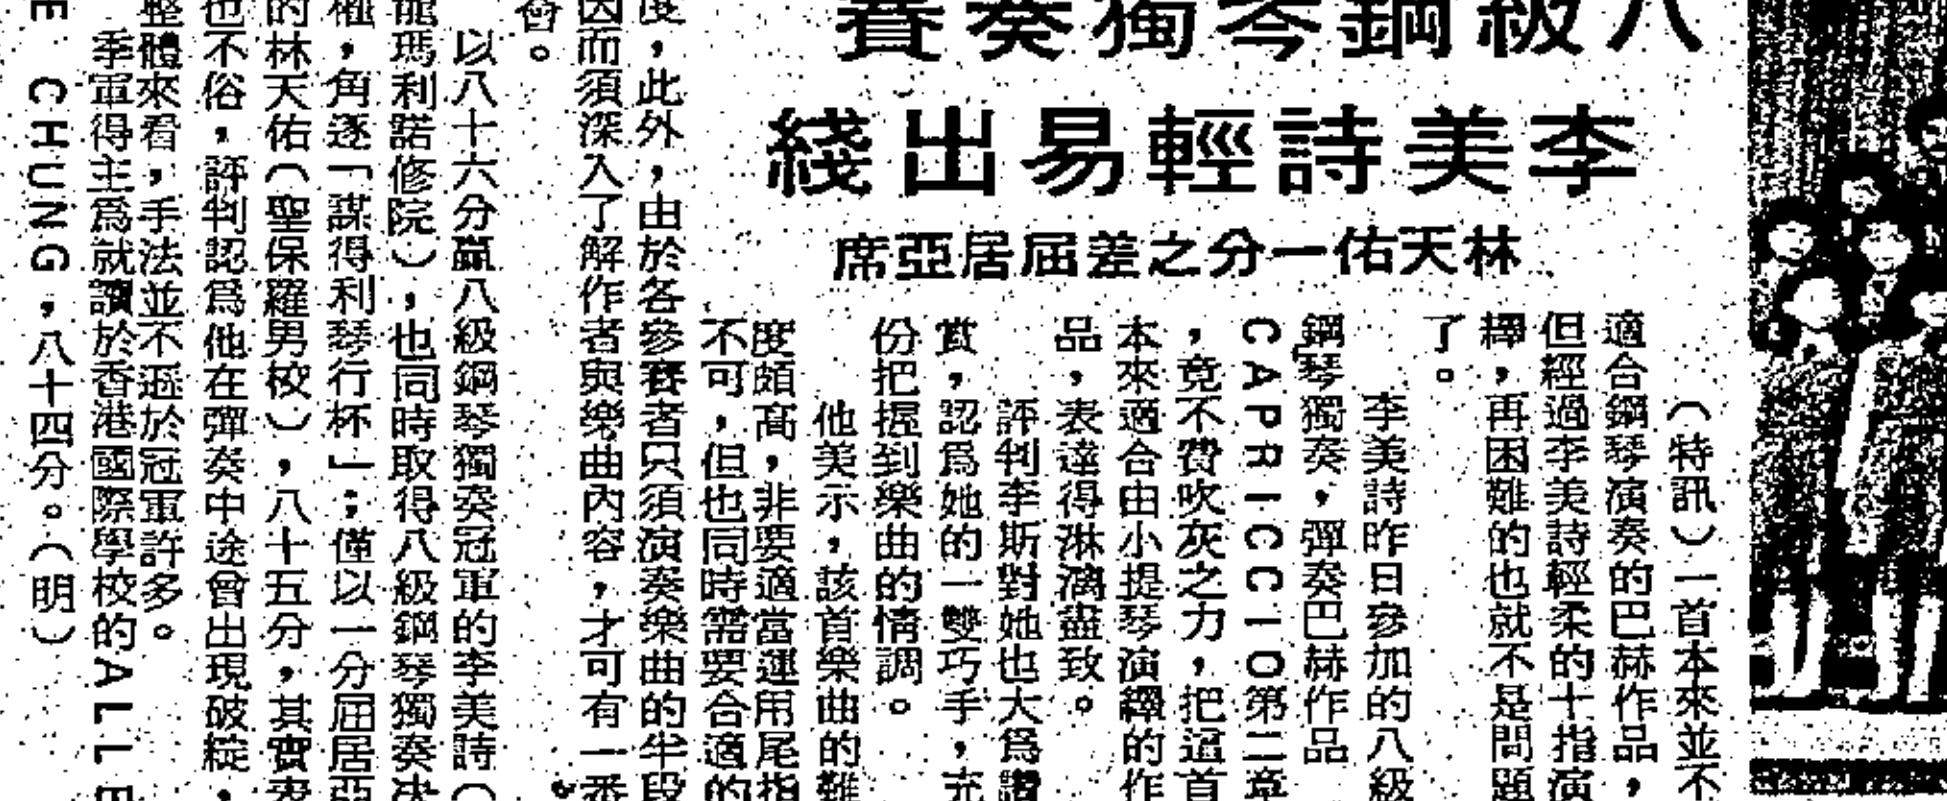 八級鋼琴獨奏賽
李美詩輕易出綫
林天佑一分之差屈居亞席
（特訊）一首本來並不
適合鋼琴演奏的巴赫作品，
但經過李美詩輕柔的十指演
繹，再困難的也就不是問題
了。
李美詩昨日參加的八級
鋼琴獨奏，彈奏巴赫作品
CAPRICCIO第二章
，竟不費吹灰之力，把這首
本來適合由小提琴演繹的作
品，表達得淋漓盡致。
評判李斯對她也大為讚
賞，認爲她的一雙巧手，充
份把握到樂曲的情調。
他美示，該首樂曲的難
度頗高，非要適當運用尾指
不可，但也同時需要合適的
度，此外，由於各參賽者只須演奏樂曲的半段
因而須深入了解作者與樂曲內容，才可有一番
會。
以八十六分贏八級鋼琴獨奏冠軍的李美詩（
瑪利諾修院），也同時取得八級鋼琴獨奏决
，角逐「謀得利琴行杯」；僅以一分屈居亞
的林天佑（聖保羅男校），八十五分，其實表
也不俗，評判認爲他在彈奏中途曾出現破綻，
整體來看，手法並不遜於冠軍許多。
季軍得主爲就讀於香港國際學校的ALLE
E CHUNG，八十四分。（明）